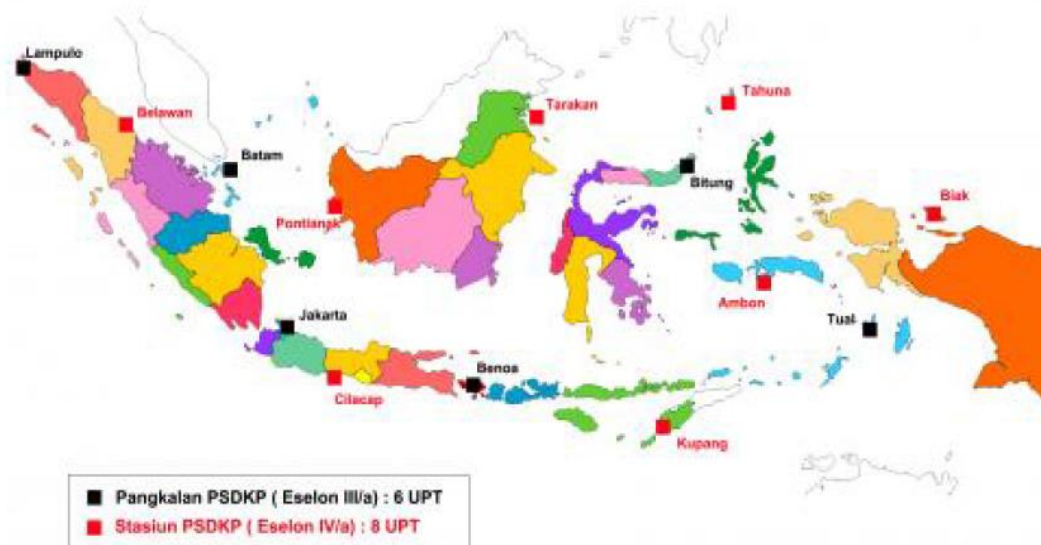 Lampulo
Tahuna
Belawan
Tarakan
Batam
Bitung
Biak
Pontianak
Ambon
Jakarta
Tual
Benoa
Cilacap
Kupang
Pangkalan PSDKP ( Eselon III/a) : 6 UPT
Stasiun PSDKP ( Eselon IV/a) : 8 UPT